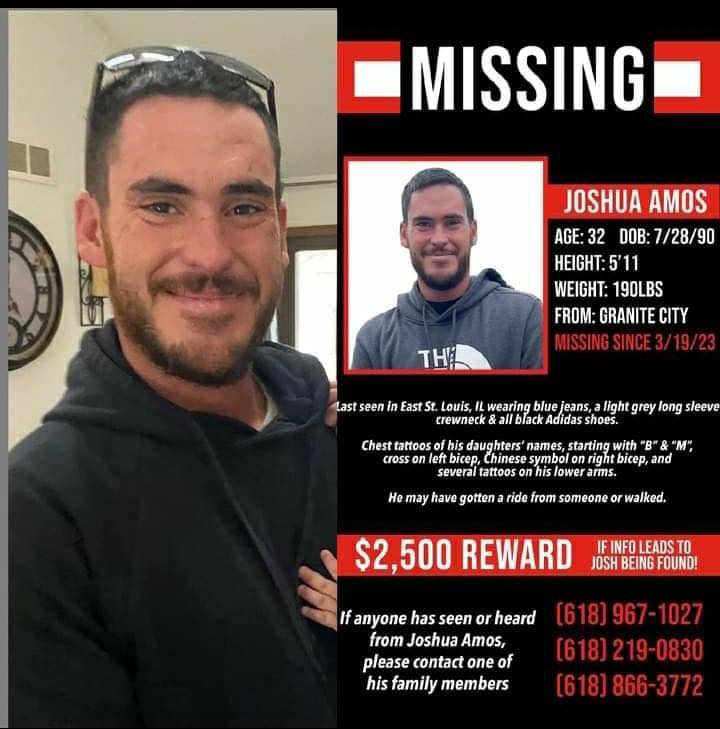 MISSING
JOSHUA AMOS
AGE: 32 DOB: 7/28/90
HEIGHT: 5'11
WEIGHT: 190LBS
FROM: GRANITE CITY
MISSING SINCE 3/19/23
THE
Last seen in East St. Louis, IL wearing blue jeans, a light grey long sleeve
crewneck & all black Adidas shoes.
Chest tattoos of his daughters' names, starting with "B" & "M",
cross on left bicep, Chinese symbol on right bicep, and
several tattoos on his lower arms.
He may have gotten a ride from someone or walked.
$2,500 REWARD
IF INFO LEADS TO
JOSH BEING FOUND!
If anyone has seen or heard
from Joshua Amos,
please contact one of
his family members
(618) 967-1027
(618) 219-0830
(618) 866-3772